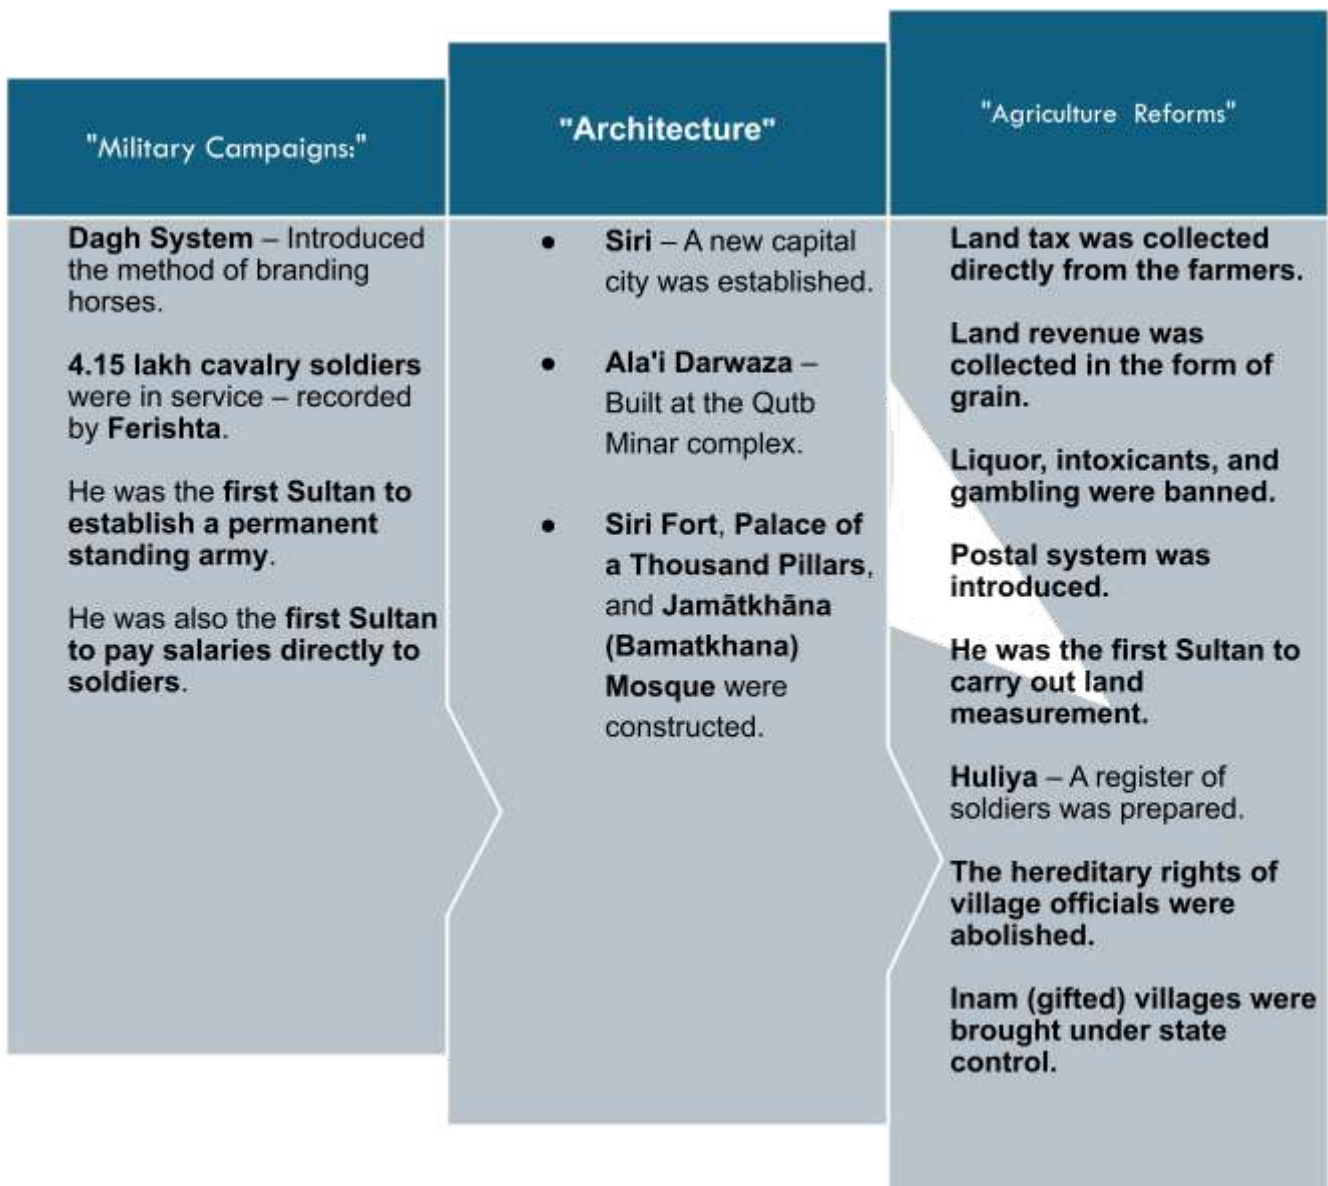 "Military Campaigns:"
Dagh System – Introduced
the method of branding
horses.
4.15 lakh cavalry soldiers
were in service – recorded
by Ferishta.
He was the first Sultan to
establish a permanent
standing army.
He was also the first Sultan
to pay salaries directly to
soldiers.
"Architecture"
● Siri – A new capital
city was established.
● Ala'i Darwaza –
Built at the Qutb
Minar complex.
● Siri Fort, Palace of
a Thousand Pillars,
and Jamātkhāna
(Bamatkhana)
Mosque were
constructed.
"Agriculture Reforms"
Land tax was collected
directly from the farmers.
Land revenue was
collected in the form of
grain.
Liquor, intoxicants, and
gambling were banned.
Postal system was
introduced.
He was the first Sultan to
carry out land
measurement.
Huliya – A register of
soldiers was prepared.
The hereditary rights of
village officials were
abolished.
Inam (gifted) villages were
brought under state
control.